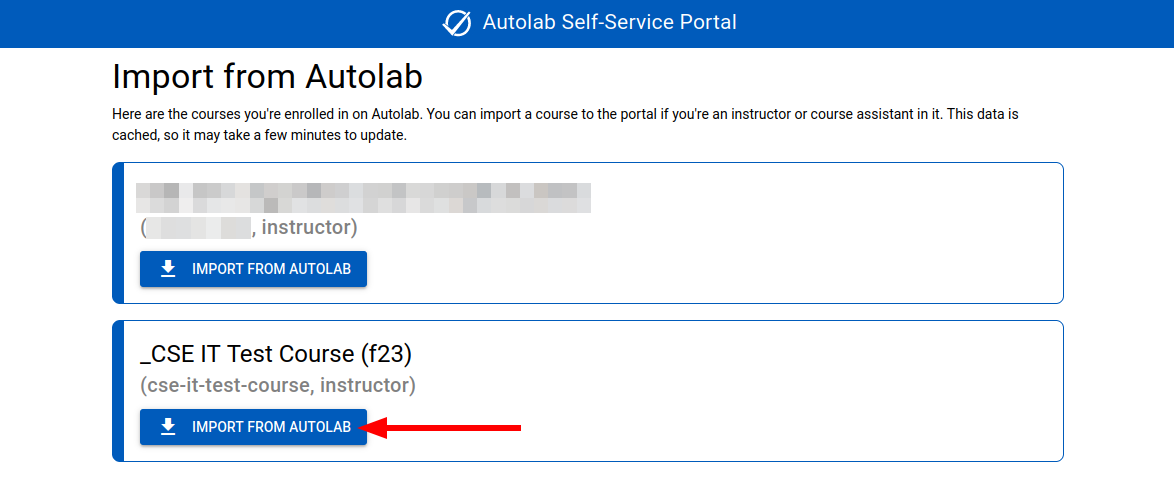 Autolab Self-Service Portal
Import from Autolab
Here are the courses you're enrolled in on Autolab. You can import a course to the portal if you're an instructor or course assistant in it. This data is
cached, so it may take a few minutes to update.
( , instructor)
IMPORT FROM AUTOLAB
_CSE IT Test Course (f23)
(cse-it-test-course, instructor)
IMPORT FROM AUTOLAB